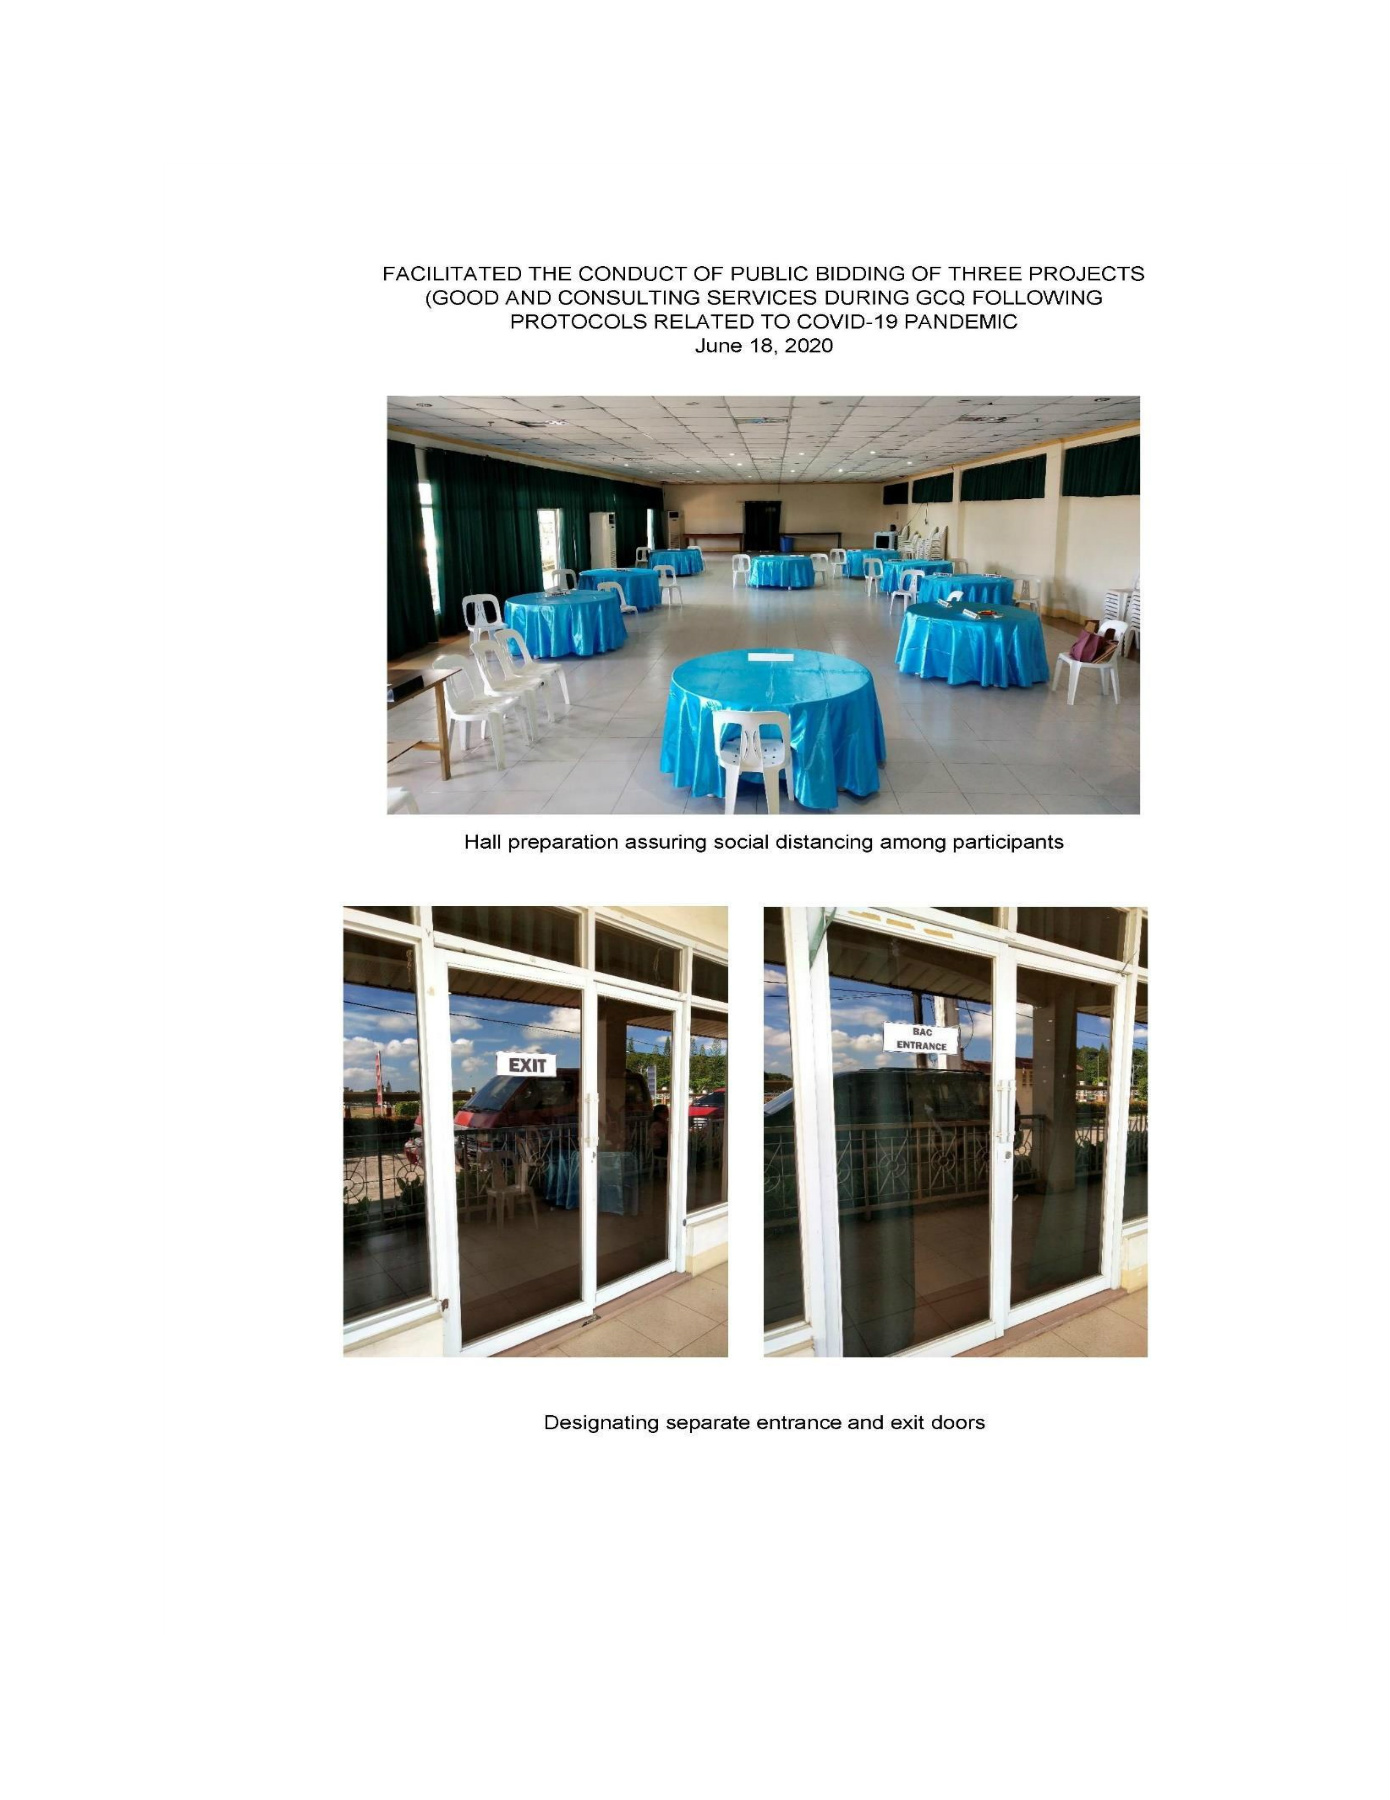 FACILITATED THE CONDUCT OF PUBLIC BIDDING OF THREE PROJECTS
(GOOD AND CONSULTING SERVICES DURING GCQ FOLLOWING
PROTOCOLS RELATED TO COVID-19 PANDEMIC
June 18, 2020
Hall preparation assuring social distancing among participants
EXIT
BAC
ENTRANCE
Designating separate entrance and exit doors